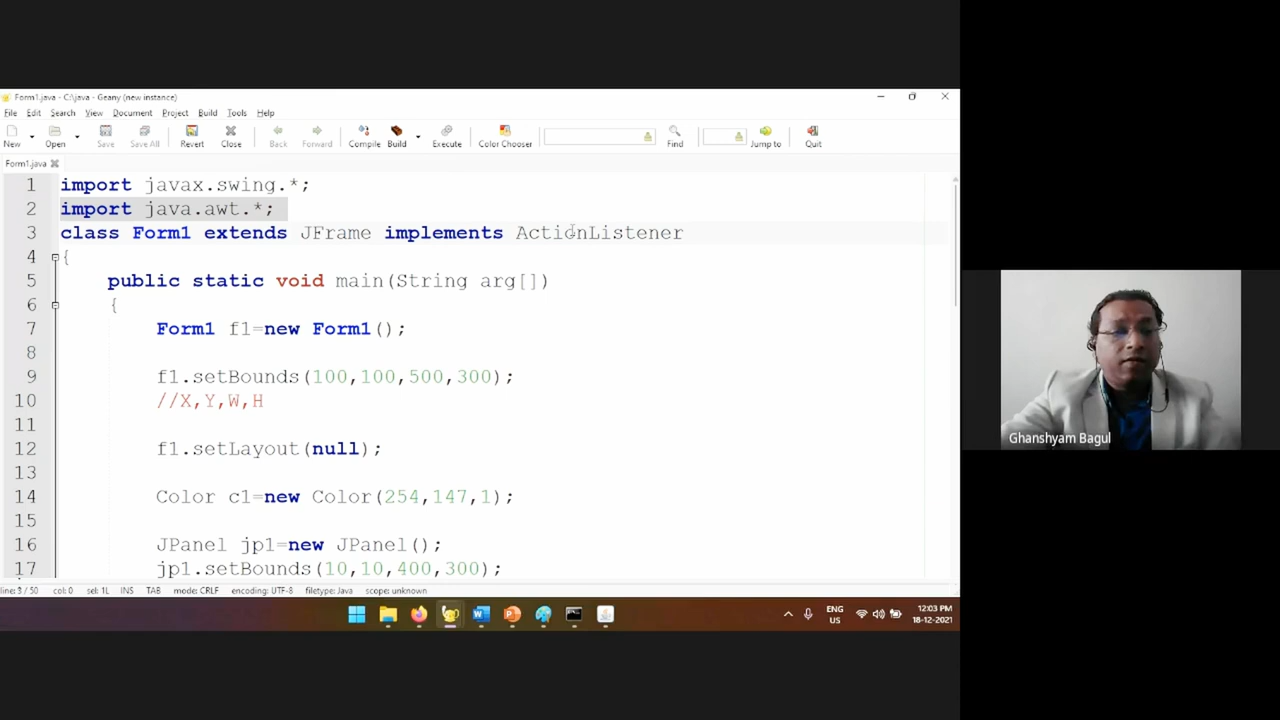 Form1.java - C:\java - Geany (new instance)
File Edit Search View Document Project Build Tools Help
New Open Save Save All Revert Close Back Forward Compile Build Execute Color Chooser Find Jump to Quit
Form1.java
1 import javax.swing.*;
2 import java.awt.*;
3 class Form1 extends JFrame implements ActionListener
4 {
5 public static void main(String arg[])
6 {
7 Form1 f1=new Form1();
8
9 f1.setBounds(100,100,500,300);
10 //X,Y,W,H
11
12 f1.setLayout(null);
13
14 Color c1=new Color(254,147,1);
15
16 JPanel jp1=new JPanel();
17 jp1.setBounds(10,10,400,300);
line: 3 / 50 col: 0 sel: 1L INS TAB mode: CRLF encoding: UTF-8 filetype: Java scope: unknown
ENG
US
12:03 PM
18-12-2021
Ghanshyam Bagul